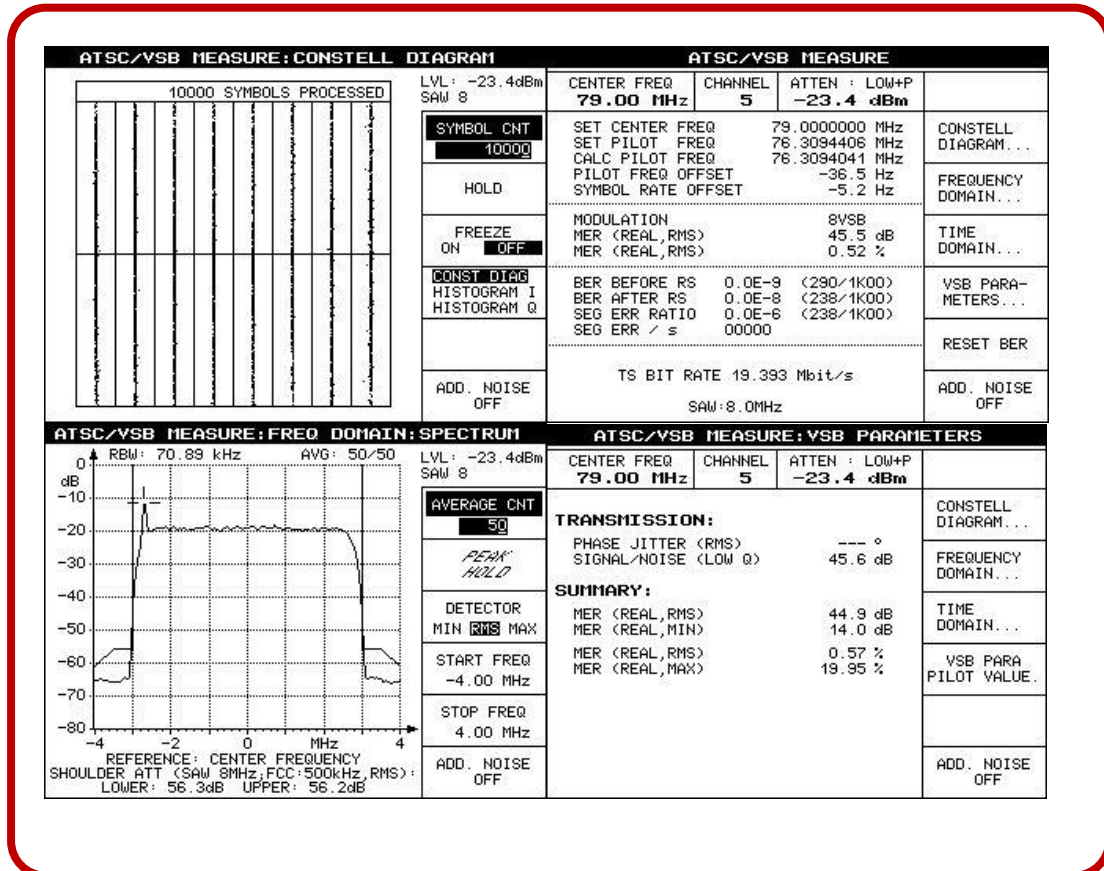 ATSC/VSB MEASURE:CONSTELL DIAGRAM
10000 SYMBOLS PROCESSED
LVL: -23.4dBm
SAW 8
SYMBOL CNT
10000
HOLD
FREEZE
ON OFF
CONST DIAG
HISTOGRAM I
HISTOGRAM Q
ADD. NOISE
OFF
ATSC/VSB MEASURE
CENTER FREQ CHANNEL ATTEN : LOW+P
79.00 MHz 5 -23.4 dBm
SET CENTER FREQ 79.0000000 MHz
SET PILOT FREQ 76.3094406 MHz
CALC PILOT FREQ 76.3094041 MHz
PILOT FREQ OFFSET -36.5 Hz
SYMBOL RATE OFFSET -5.2 Hz
MODULATION 8VSB
MER (REAL,RMS) 45.5 dB
MER (REAL,RMS) 0.52 %
BER BEFORE RS 0.0E-9 (290/1K00)
BER AFTER RS 0.0E-8 (238/1K00)
SEG ERR RATIO 0.0E-6 (238/1K00)
SEG ERR / s 00000
TS BIT RATE 19.393 Mbit/s
SAW:8.0MHz
CONSTELL
DIAGRAM...
FREQUENCY
DOMAIN...
TIME
DOMAIN...
VSB PARA-
METERS...
RESET BER
ADD. NOISE
OFF
ATSC/VSB MEASURE:FREQ DOMAIN:SPECTRUM
RBW: 70.89 kHz AVG: 50/50
0
dB
-10
-20
-30
-40
-50
-60
-70
-80
-4 -2 0 MHz 4
REFERENCE: CENTER FREQUENCY
SHOULDER ATT (SAW 8MHz;FCC:500kHz,RMS):
LOWER: 56.3dB UPPER: 56.2dB
LVL: -23.4dBm
SAW 8
AVERAGE CNT
50
PEAK
HOLD
DETECTOR
MIN RMS MAX
START FREQ
-4.00 MHz
STOP FREQ
4.00 MHz
ADD. NOISE
OFF
ATSC/VSB MEASURE:VSB PARAMETERS
CENTER FREQ CHANNEL ATTEN : LOW+P
79.00 MHz 5 -23.4 dBm
TRANSMISSION:
PHASE JITTER (RMS) --- °
SIGNAL/NOISE (LOW Q) 45.6 dB
SUMMARY:
MER (REAL,RMS) 44.9 dB
MER (REAL,MIN) 14.0 dB
MER (REAL,RMS) 0.57 %
MER (REAL,MAX) 19.95 %
CONSTELL
DIAGRAM...
FREQUENCY
DOMAIN...
TIME
DOMAIN...
VSB PARA
PILOT VALUE.
ADD. NOISE
OFF